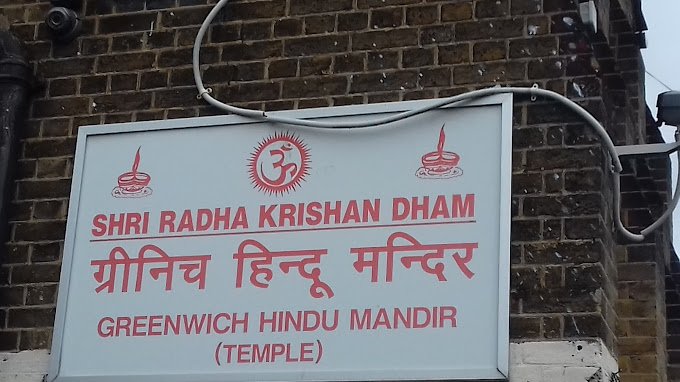 ॐ
SHRI RADHA KRISHAN DHAM
ग्रीनिच हिन्दू मन्दिर
GREENWICH HINDU MANDIR
(TEMPLE)